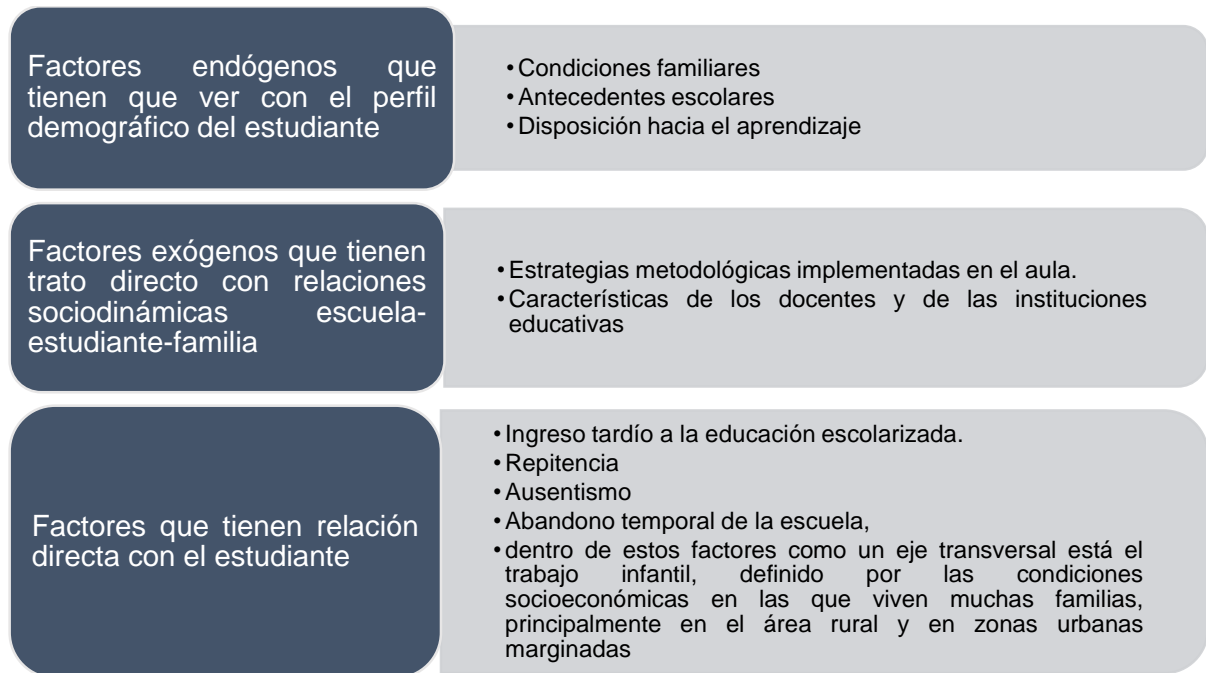 Factores endógenos que
tienen que ver con el perfil
demográfico del estudiante
•Condiciones familiares
•Antecedentes escolares
•Disposición hacia el aprendizaje
Factores exógenos que tienen
trato directo con relaciones
sociodinámicas escuela-
estudiante-familia
•Estrategias metodológicas implementadas en el aula.
•Características de los docentes y de las instituciones
educativas
Factores que tienen relación
directa con el estudiante
•Ingreso tardío a la educación escolarizada.
•Repitencia
•Ausentismo
•Abandono temporal de la escuela,
•dentro de estos factores como un eje transversal está el
trabajo infantil, definido por las condiciones
socioeconómicas en las que viven muchas familias,
principalmente en el área rural y en zonas urbanas
marginadas